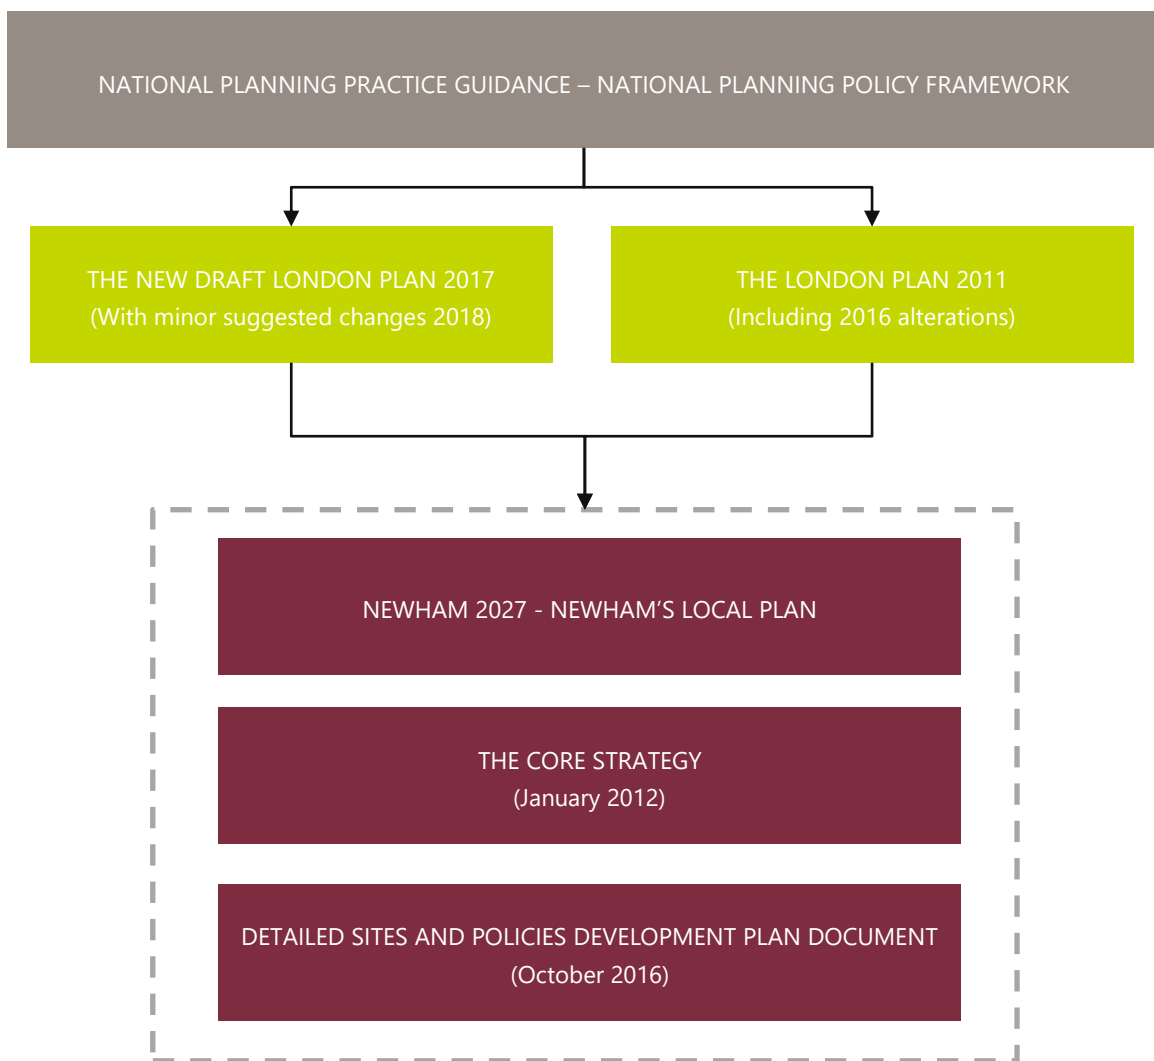 NATIONAL PLANNING PRACTICE GUIDANCE – NATIONAL PLANNING POLICY FRAMEWORK
THE NEW DRAFT LONDON PLAN 2017
(With minor suggested changes 2018)
THE LONDON PLAN 2011
(Including 2016 alterations)
NEWHAM 2027 - NEWHAM’S LOCAL PLAN
THE CORE STRATEGY
(January 2012)
DETAILED SITES AND POLICIES DEVELOPMENT PLAN DOCUMENT
(October 2016)